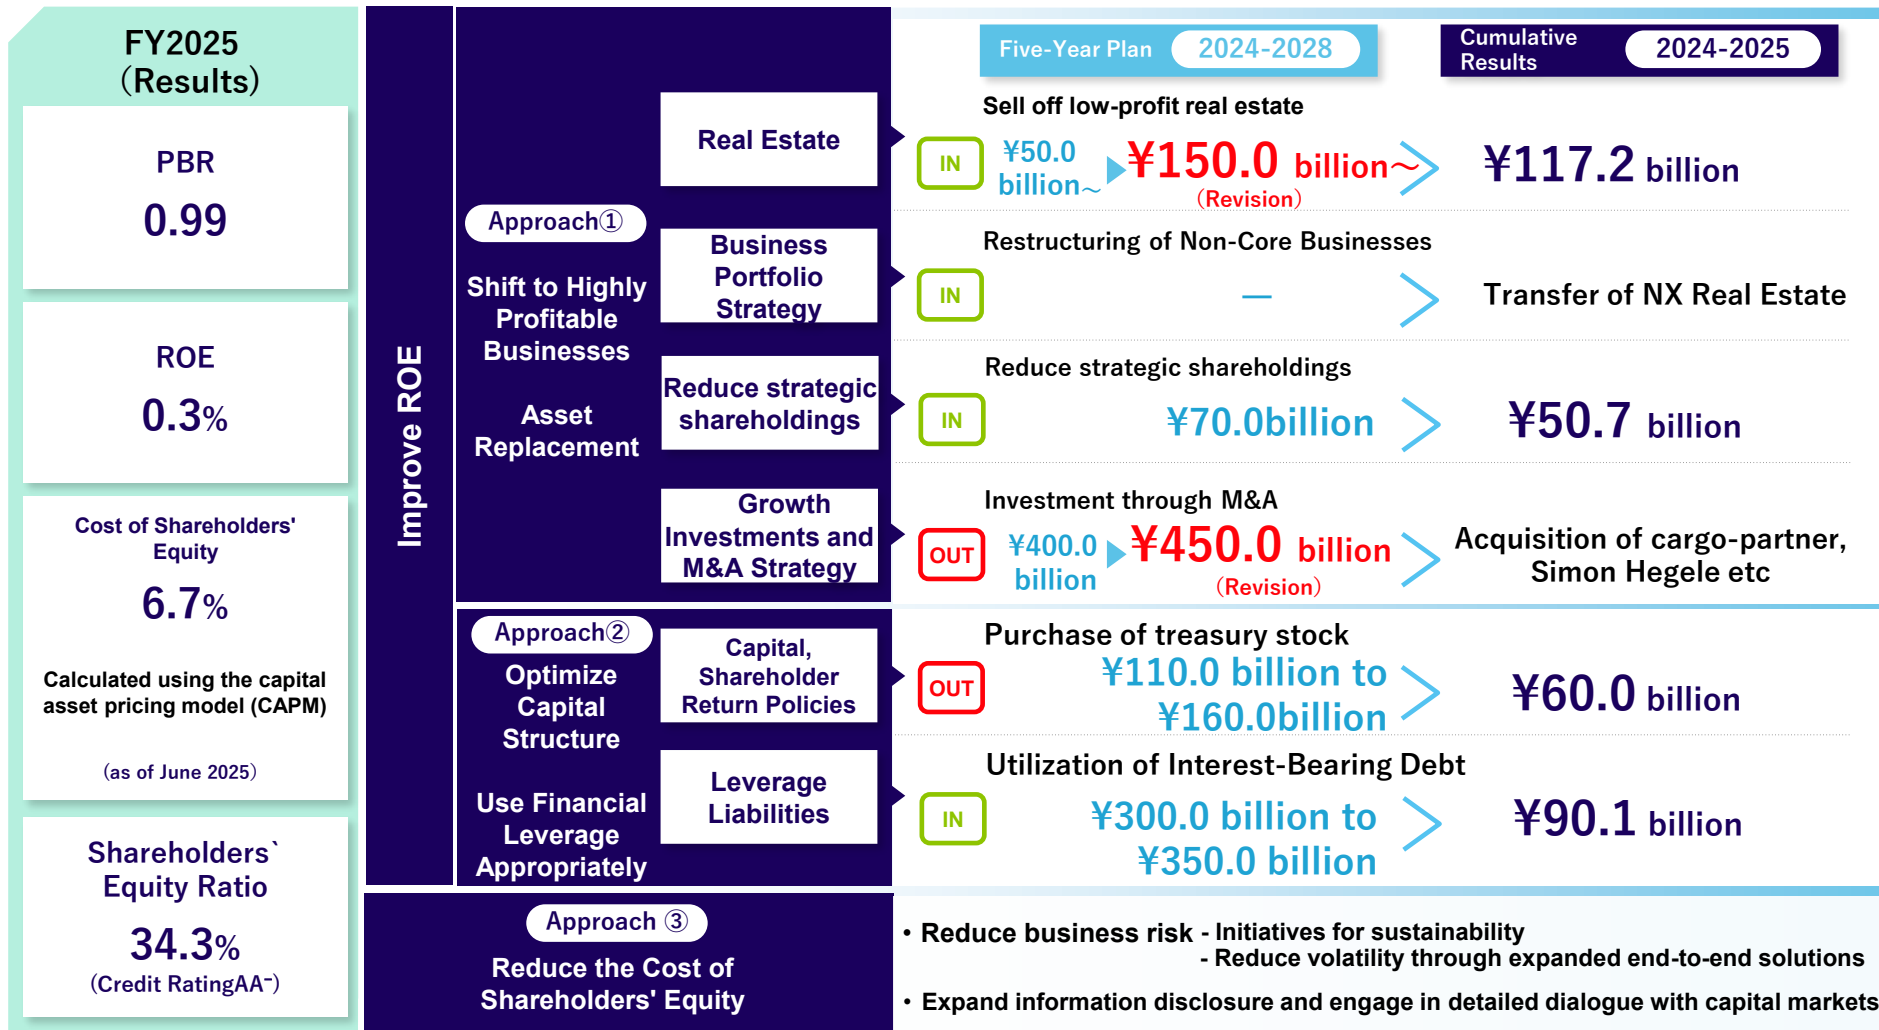 FY2025
(Results)
PBR
0.99
ROE
0.3%
Cost of Shareholders'
Equity
6.7%
Calculated using the capital
asset pricing model (CAPM)
(as of June 2025)
Shareholders`
Equity Ratio
34.3%
(Credit RatingAA⁻)
Improve ROE
Approach①
Shift to Highly
Profitable
Businesses
Asset
Replacement
Five-Year Plan 2024-2028
Cumulative
Results
2024-2025
Real Estate
Sell off low-profit real estate
IN
¥50.0
billion～
¥150.0 billion～
(Revision)
¥117.2 billion
Business
Portfolio
Strategy
Restructuring of Non-Core Businesses
IN
—
Transfer of NX Real Estate
Reduce strategic
shareholdings
Reduce strategic shareholdings
IN
¥70.0billion
¥50.7 billion
Growth
Investments and
M&A Strategy
Investment through M&A
OUT
¥400.0
billion
¥450.0 billion
(Revision)
Acquisition of cargo-partner,
Simon Hegele etc
Approach②
Optimize
Capital
Structure
Use Financial
Leverage
Appropriately
Capital,
Shareholder
Return Policies
Purchase of treasury stock
OUT
¥110.0 billion to
¥160.0billion
¥60.0 billion
Leverage
Liabilities
Utilization of Interest-Bearing Debt
IN
¥300.0 billion to
¥350.0 billion
¥90.1 billion
Approach ③
Reduce the Cost of
Shareholders' Equity
• Reduce business risk - Initiatives for sustainability
- Reduce volatility through expanded end-to-end solutions
• Expand information disclosure and engage in detailed dialogue with capital markets